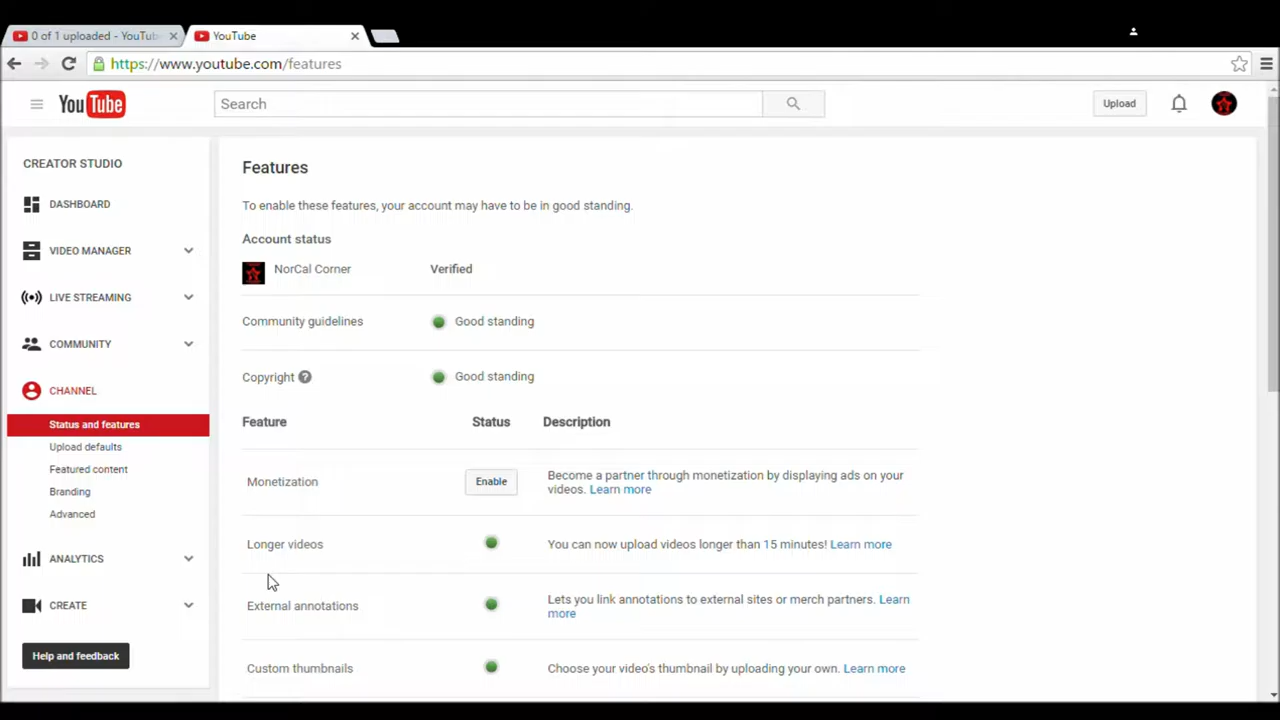 0 of 1 uploaded - YouTub
YouTube
https://www.youtube.com/features
YouTube
Search
Upload
CREATOR STUDIO
DASHBOARD
VIDEO MANAGER
LIVE STREAMING
COMMUNITY
CHANNEL
Status and features
Upload defaults
Featured content
Branding
Advanced
ANALYTICS
CREATE
Help and feedback
Features
To enable these features, your account may have to be in good standing.
Account status
NorCal Corner Verified
Community guidelines Good standing
Copyright ? Good standing
Feature Status Description
Monetization Enable Become a partner through monetization by displaying ads on your
videos. Learn more
Longer videos You can now upload videos longer than 15 minutes! Learn more
External annotations Lets you link annotations to external sites or merch partners. Learn
more
Custom thumbnails Choose your video's thumbnail by uploading your own. Learn more